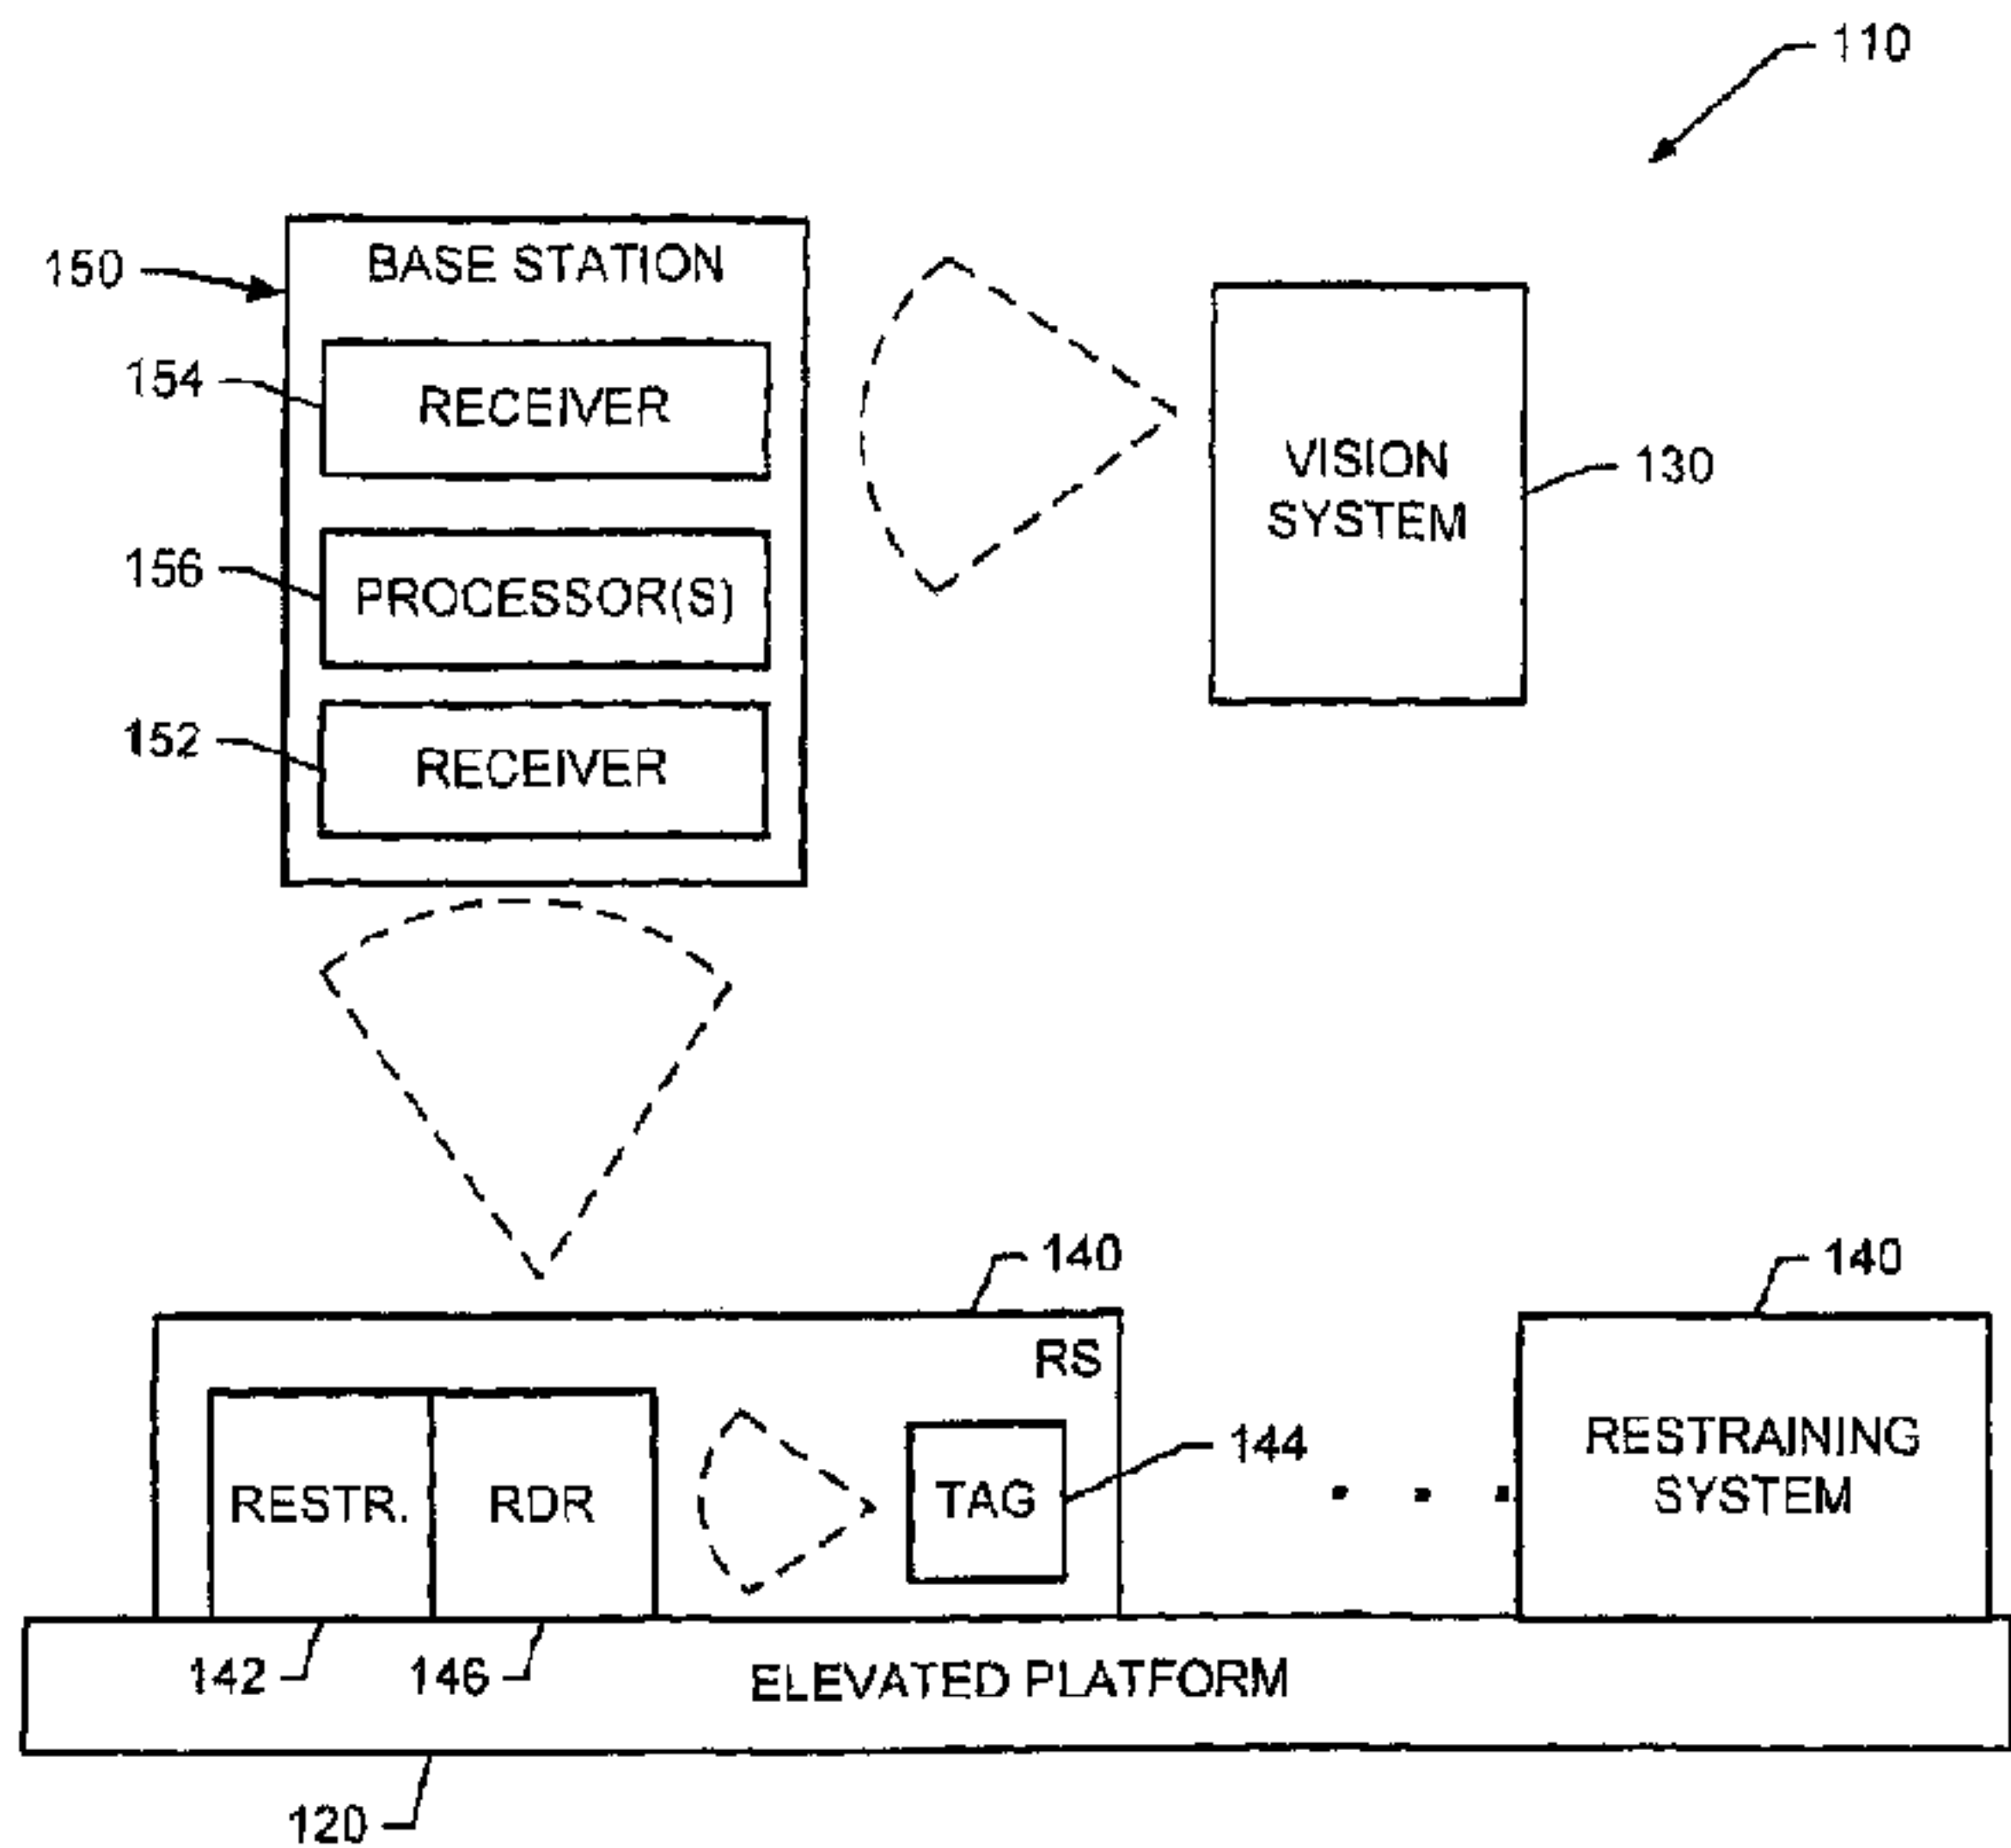 110
150
BASE STATION
154
RECEIVER
156
PROCESSOR(S)
152
RECEIVER
VISION
SYSTEM
130
140
140
RS
RESTR.
RDR
TAG
144
. . .
RESTRAINING
SYSTEM
142
146
ELEVATED PLATFORM
120